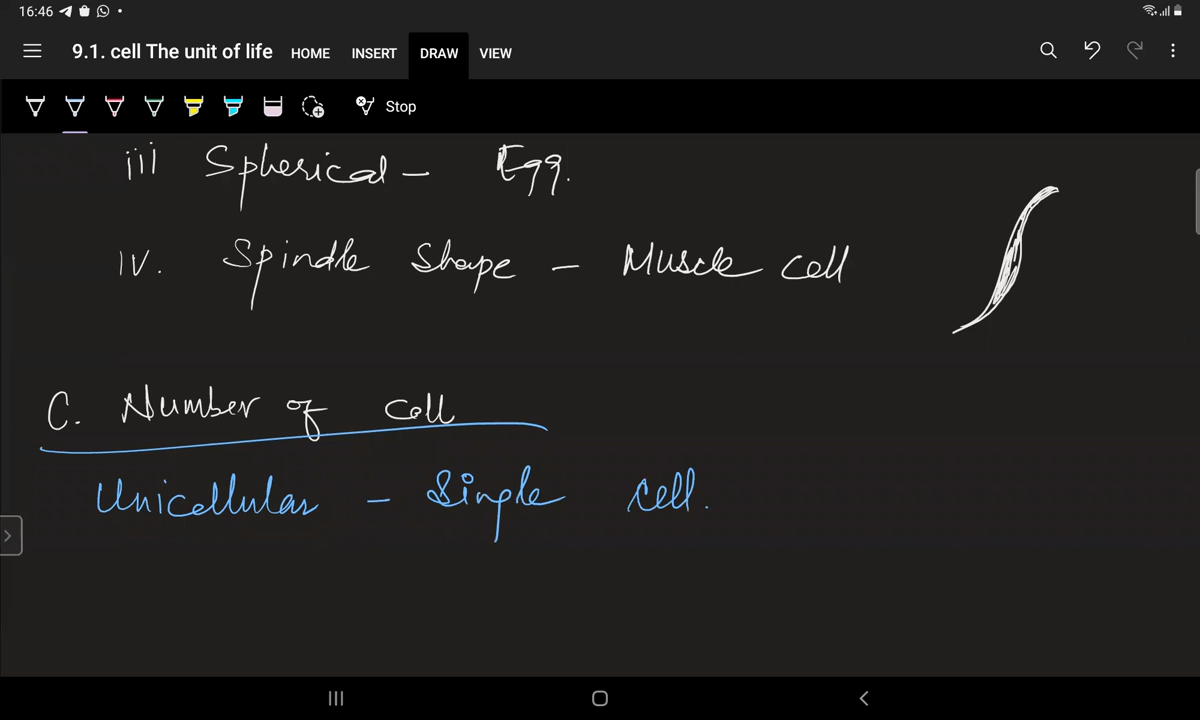 16:46
9.1. cell The unit of life HOME INSERT DRAW VIEW
Stop
iii Spherical - Egg.
iv. Spindle Shape - Muscle cell
C. Number of cell
Unicellular - Single cell.